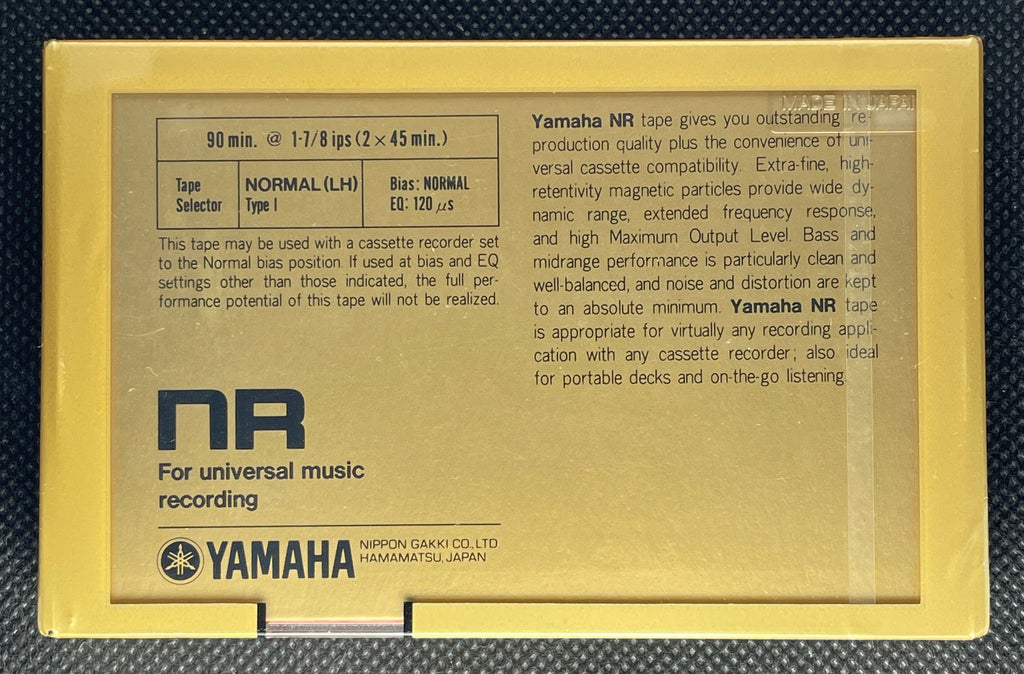 90 min. @ 1-7/8 ips (2 × 45 min.)
Tape Selector
NORMAL (LH)
Type I
Bias: NORMAL
EQ: 120 μs
This tape may be used with a cassette recorder set
to the Normal bias position. If used at bias and EQ
settings other than those indicated, the full per-
formance potential of this tape will not be realized.
nR
For universal music
recording
YAMAHA
NIPPON GAKKI CO., LTD.
HAMAMATSU, JAPAN
MADE IN JAPAN
Yamaha NR tape gives you outstanding re-
production quality plus the convenience of uni-
versal cassette compatibility. Extra-fine, high-
retentivity magnetic particles provide wide dy-
namic range, extended frequency response,
and high Maximum Output Level. Bass and
midrange performance is particularly clean and
well-balanced, and noise and distortion are kept
to an absolute minimum. Yamaha NR tape
is appropriate for virtually any recording appli-
cation with any cassette recorder; also ideal
for portable decks and on-the-go listening.